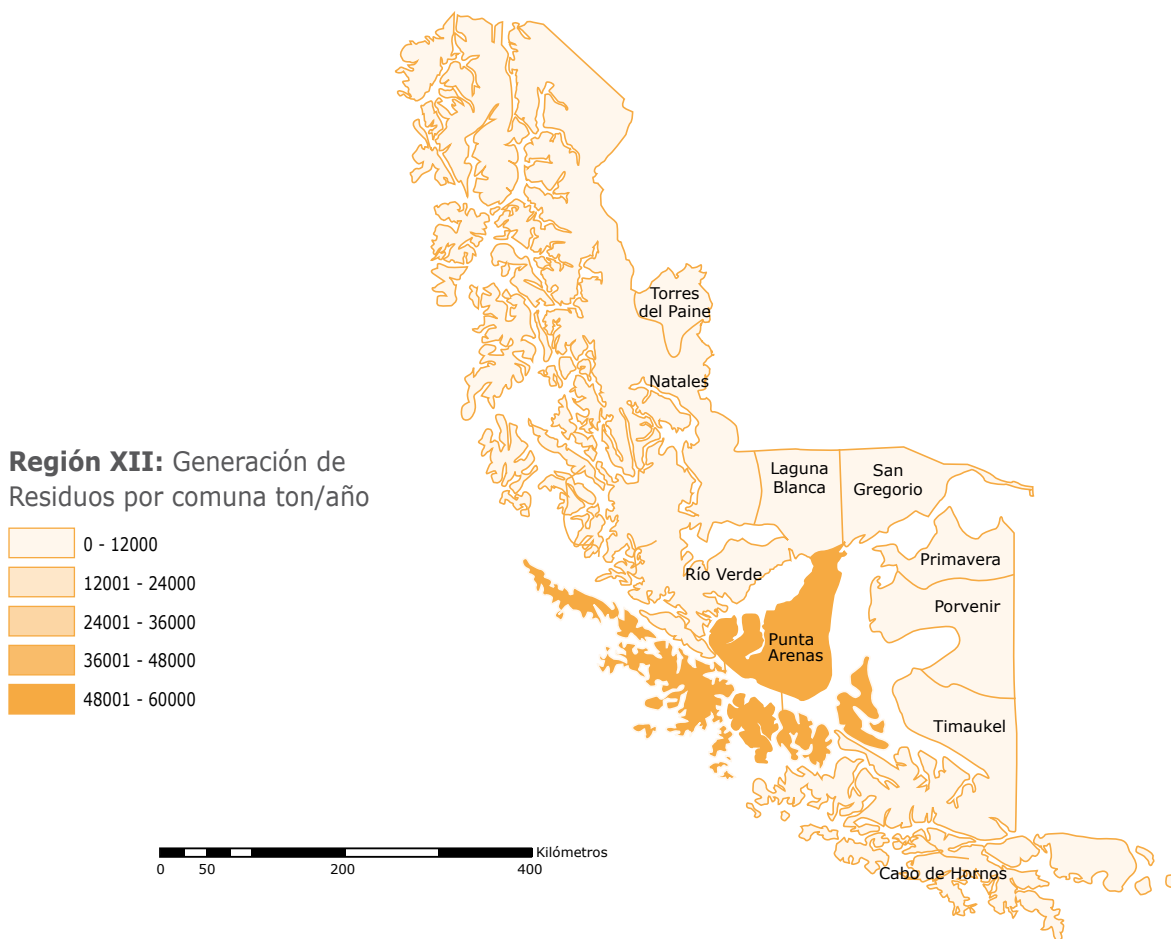 Torres
del Paine
Natales
Región XII: Generación de
Residuos por comuna ton/año
Laguna
Blanca
San
Gregorio
0 - 12000
12001 - 24000
24001 - 36000
36001 - 48000
48001 - 60000
Primavera
Río Verde
Porvenir
Punta
Arenas
Timaukel
Kilómetros
0 50 200 400
Cabo de Hornos